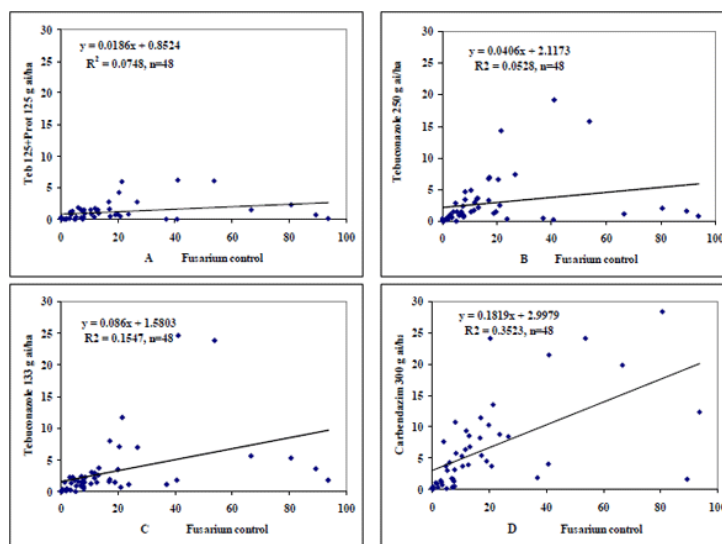 30
y = 0.0186x + 0.8524
R² = 0.0748, n=48
25
20
15
10
5
0
0 20 40 60 80 100
Teb 125+Prot 125 g ai/ha
A Fusarium control
30
y = 0.0406x + 2.1173
R2 = 0.0528, n=48
25
20
15
10
5
0
0 20 40 60 80 100
Tebuconazole 250 g ai/ha
B Fusarium control
30
y = 0.086x + 1.5803
R2 = 0.1547, n=48
25
20
15
10
5
0
0 20 40 60 80 100
Tebuconazole 133 g ai/ha
C Fusarium control
30
y = 0.1819x + 2.9979
R2 = 0.3523, n=48
25
20
15
10
5
0
0 20 40 60 80 100
Carbendazim 300 g ai/ha
D Fusarium control